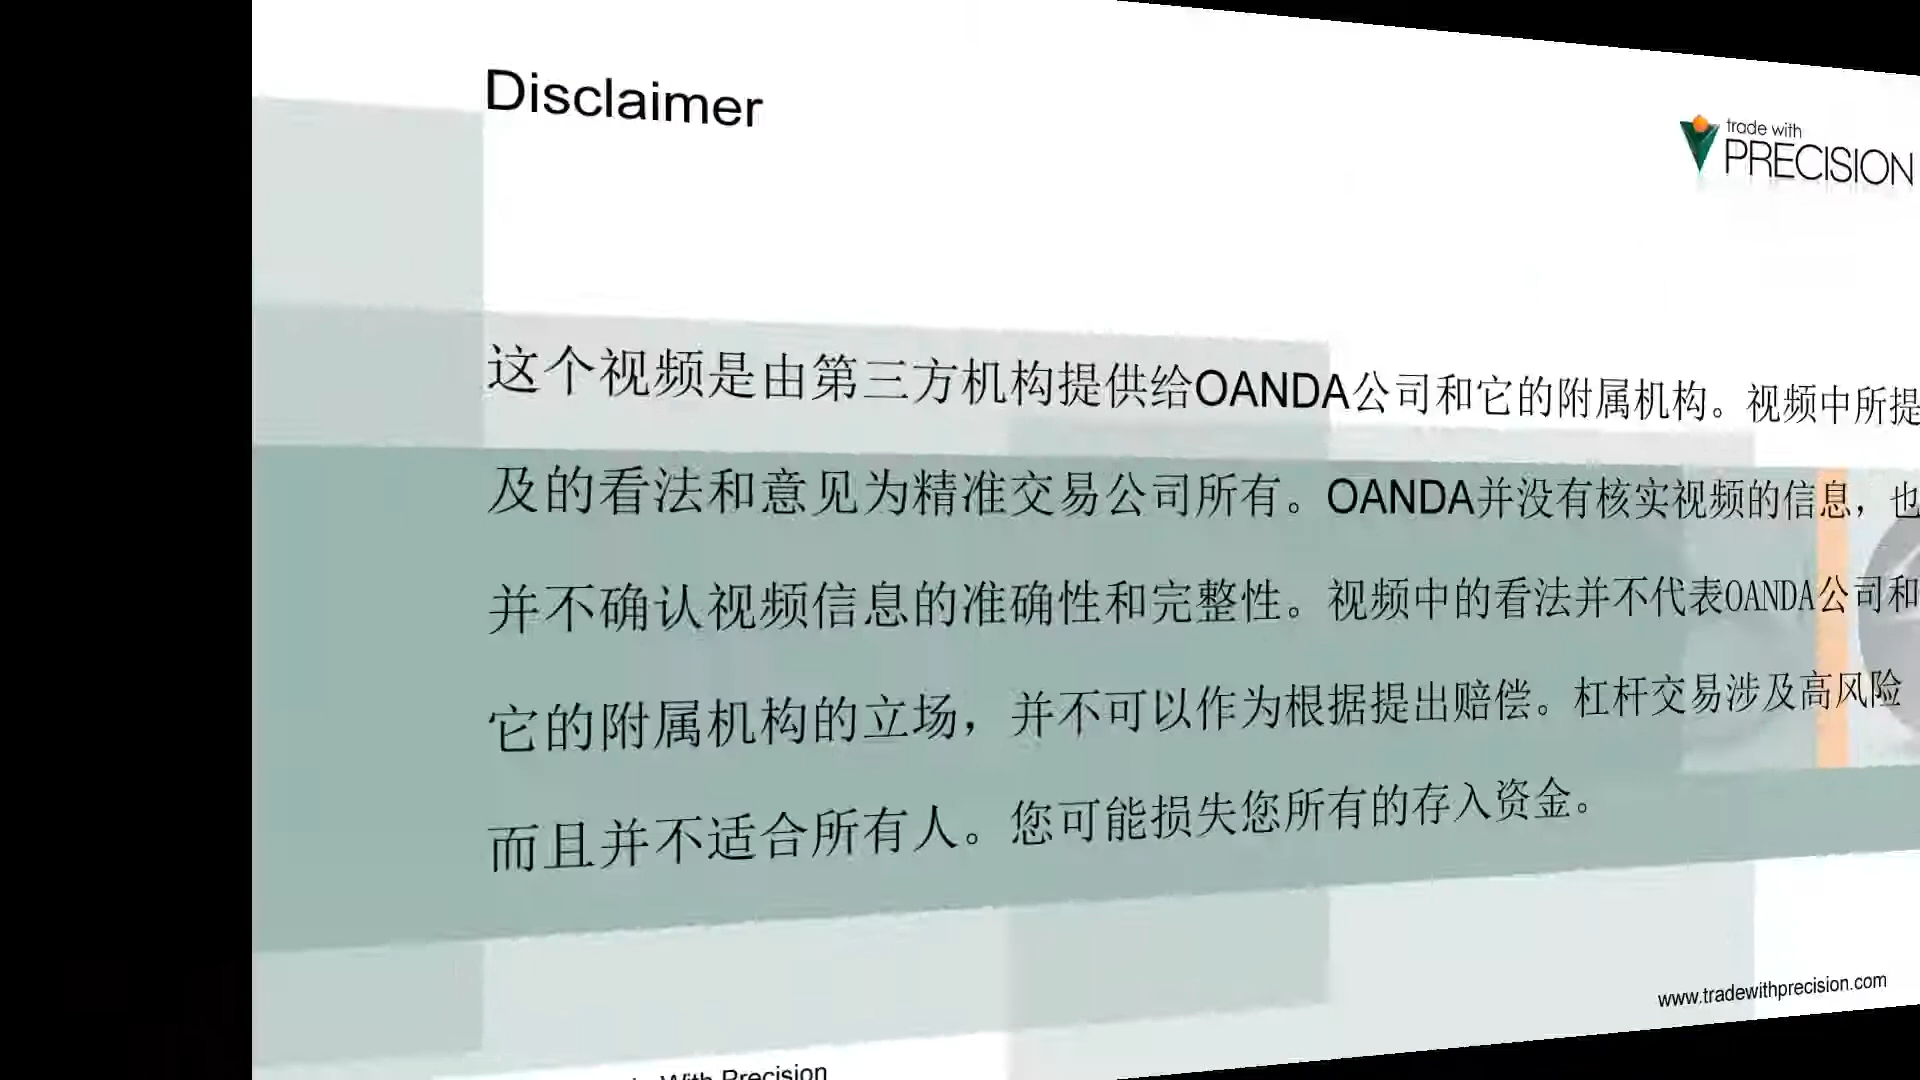 Disclaimer
trade with
PRECISION
这个视频是由第三方机构提供给OANDA公司和它的附属机构。视频中所提
及的看法和意见为精准交易公司所有。OANDA并没有核实视频的信息，也
并不确认视频信息的准确性和完整性。视频中的看法并不代表OANDA公司和
它的附属机构的立场，并不可以作为根据提出赔偿。杠杆交易涉及高风险
而且并不适合所有人。您可能损失您所有的存入资金。
www.tradewithprecision.com
With Precision